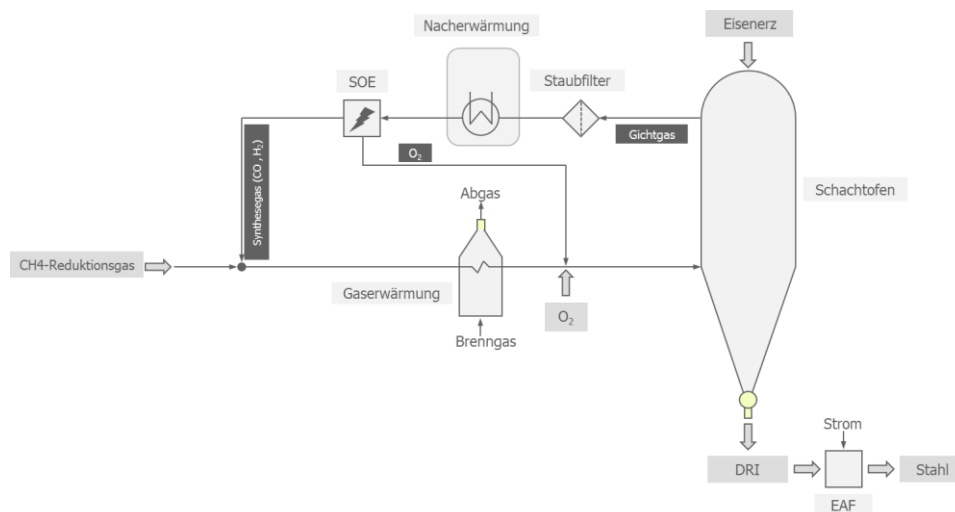 Nacherwärmung
Eisenerz
SOE
Staubfilter
Gichtgas
O₂
Synthesegas (CO , H₂)
Abgas
Schachtofen
CH4-Reduktionsgas
Gaserwärmung
O₂
Brenngas
Strom
DRI
Stahl
EAF